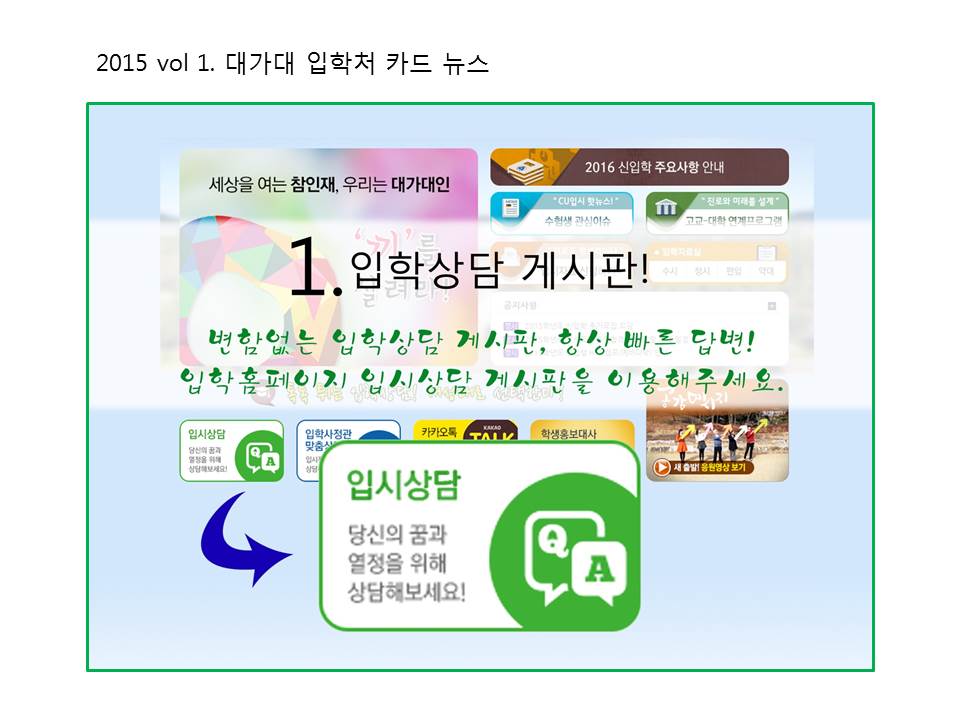 2015 vol 1. 대가대 입학처 카드 뉴스
세상을 여는 참인재, 우리는 대가대인
2016 신입학 주요사항 안내
"CU입시 핫뉴스!"
수험생 관심이슈
"진로와 미래를 설계"
고교-대학 연계프로그램
'끼'를
입학자료실
수시 정시 편입 약대
1. 입학상담 게시판!
공지사항
변함없는 입학상담 게시판, 항상 빠른 답변!
입학홈페이지 입시상담 게시판을 이용해주세요.
입시상담
당신의 꿈과
열정을 위해
상담해보세요!
입학사정관
카카오톡
KAKAO
TALK
학생홍보대사
새 출발! 응원영상 보기
입시상담
당신의 꿈과
열정을 위해
상담해보세요!
Q
A